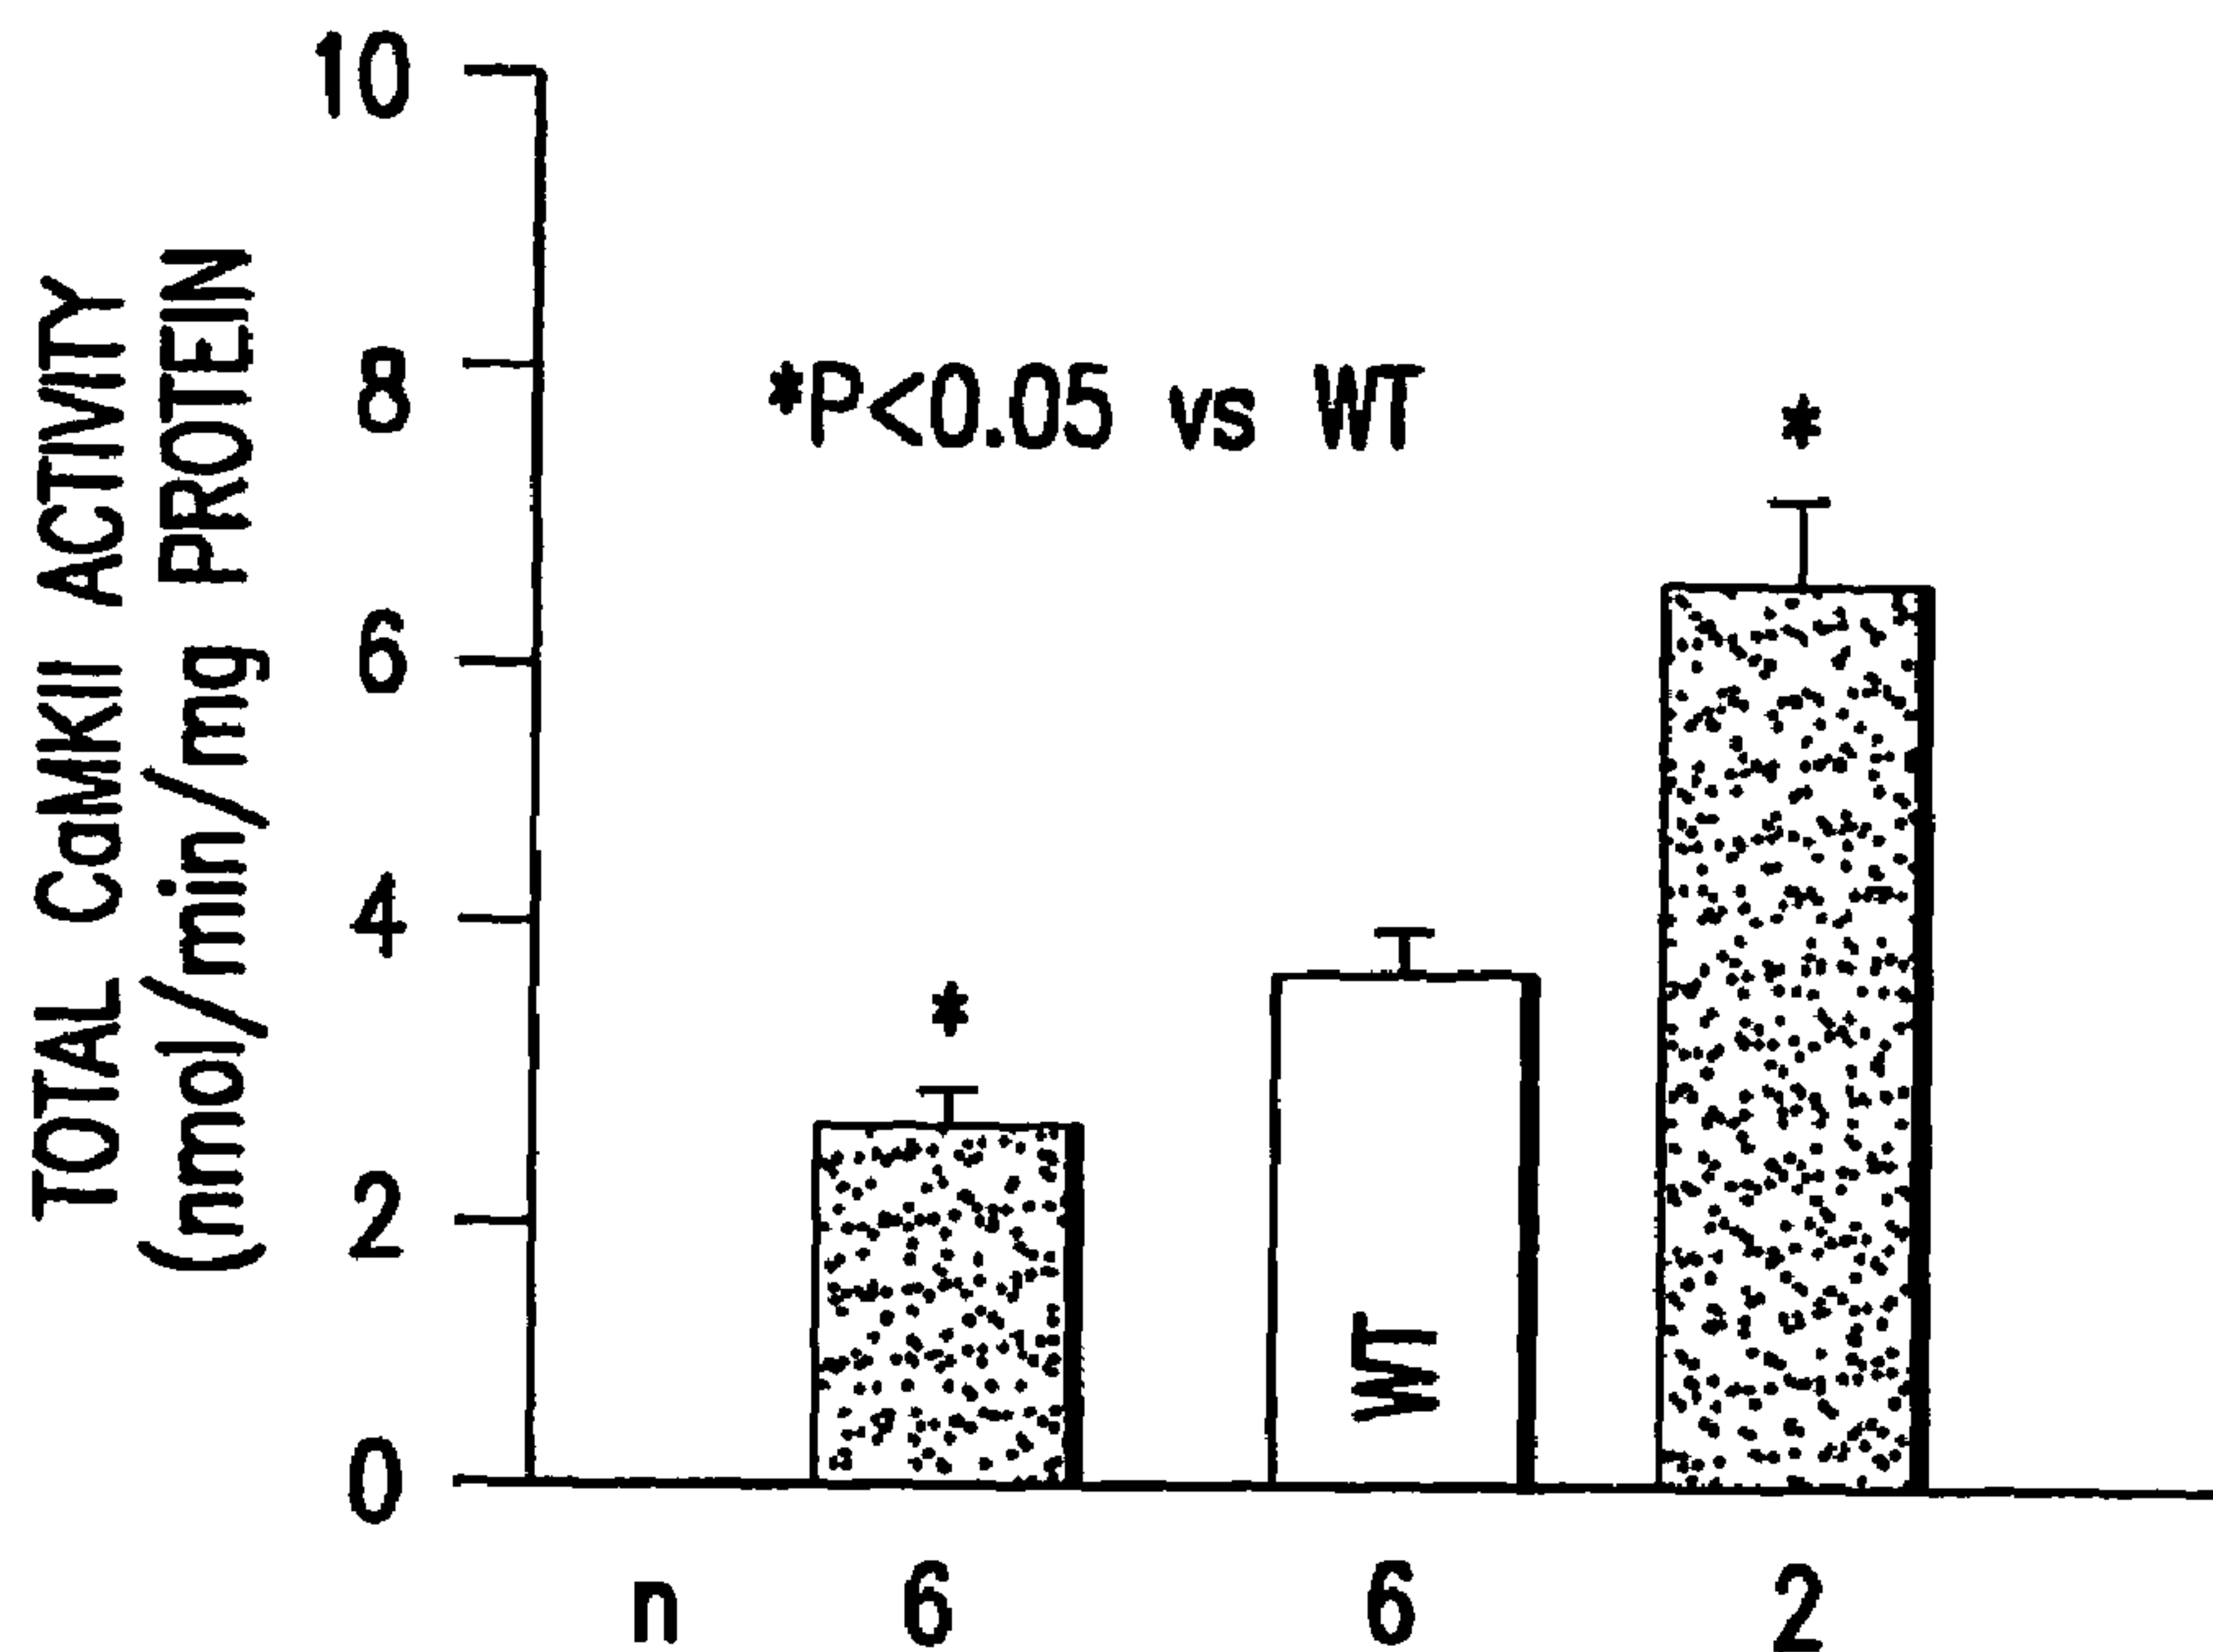 TOTAL CaMKII ACTIVITY
(nmol/min/mg PROTEIN
10
8
6
4
2
0
*P<0.05 vs WT
*
*
WT
n 6 6 2